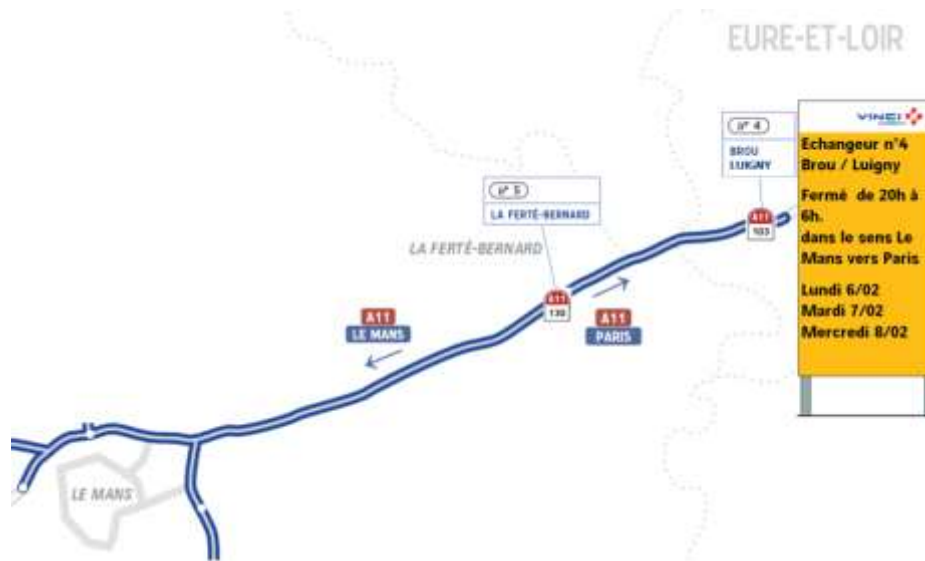 EURE-ET-LOIR
VINCI
n° 4
BROU
LUIGNY
Echangeur n°4
Brou / Luigny
Fermé de 20h à
6h.
dans le sens Le
Mans vers Paris
Lundi 6/02
Mardi 7/02
Mercredi 8/02
n° 5
LA FERTÉ-BERNARD
LA FERTÉ-BERNARD
A11
103
A11
130
A11
LE MANS
A11
PARIS
LE MANS